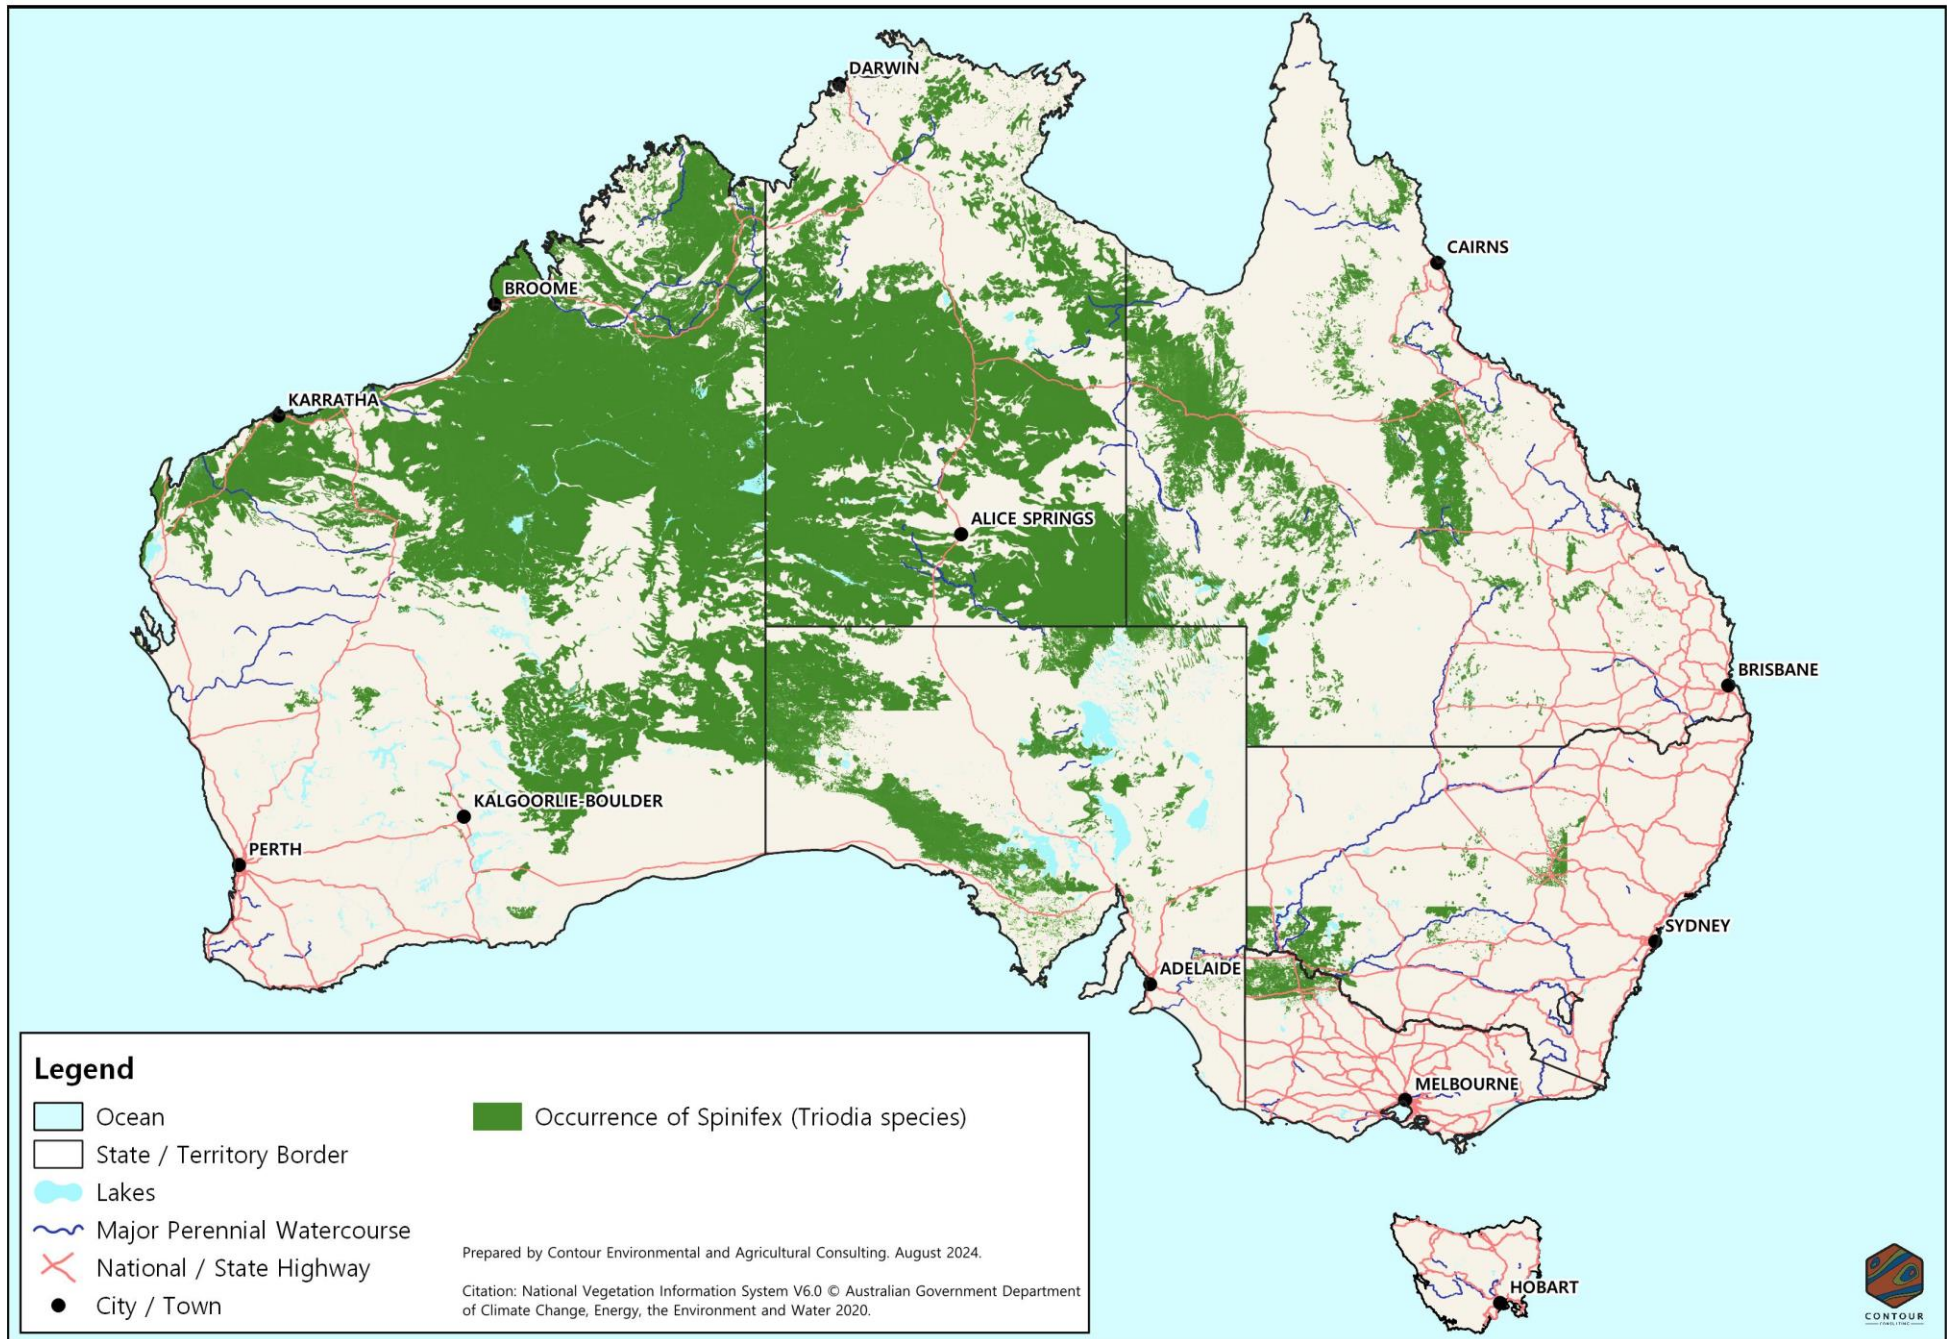 DARWIN
CAIRNS
BROOME
KARRATHA
ALICE SPRINGS
BRISBANE
KALGOORLIE-BOULDER
PERTH
SYDNEY
ADELAIDE
MELBOURNE
HOBART
Legend
Ocean
State / Territory Border
Lakes
Major Perennial Watercourse
National / State Highway
City / Town
Occurrence of Spinifex (Triodia species)
Prepared by Contour Environmental and Agricultural Consulting. August 2024.
Citation: National Vegetation Information System V6.0 © Australian Government Department
of Climate Change, Energy, the Environment and Water 2020.
CONTOUR